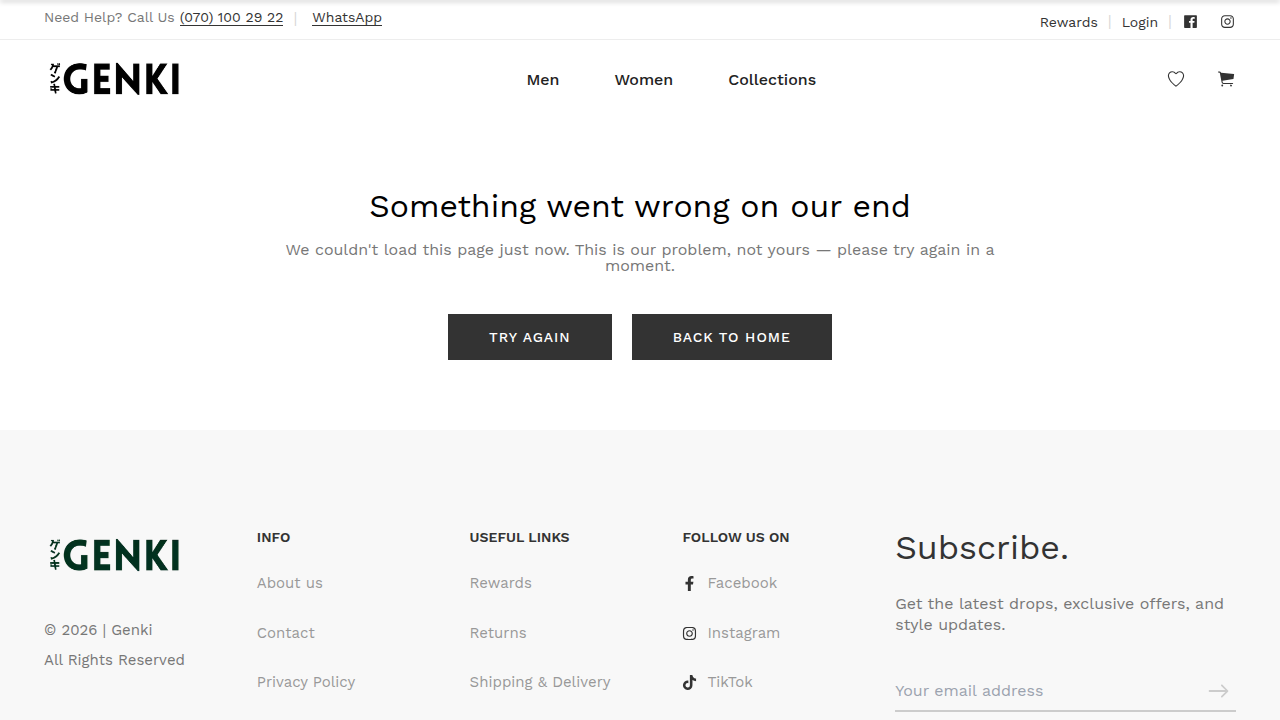 Need Help? Call Us (070) 100 29 22 | WhatsApp
Rewards | Login |
ゲンキ GENKI
Men Women Collections
Something went wrong on our end
We couldn't load this page just now. This is our problem, not yours — please try again in a
moment.
TRY AGAIN BACK TO HOME
ゲンキ GENKI
© 2026 | Genki
All Rights Reserved
INFO
About us
Contact
Privacy Policy
USEFUL LINKS
Rewards
Returns
Shipping & Delivery
FOLLOW US ON
Facebook
Instagram
TikTok
Subscribe.
Get the latest drops, exclusive offers, and
style updates.
Your email address